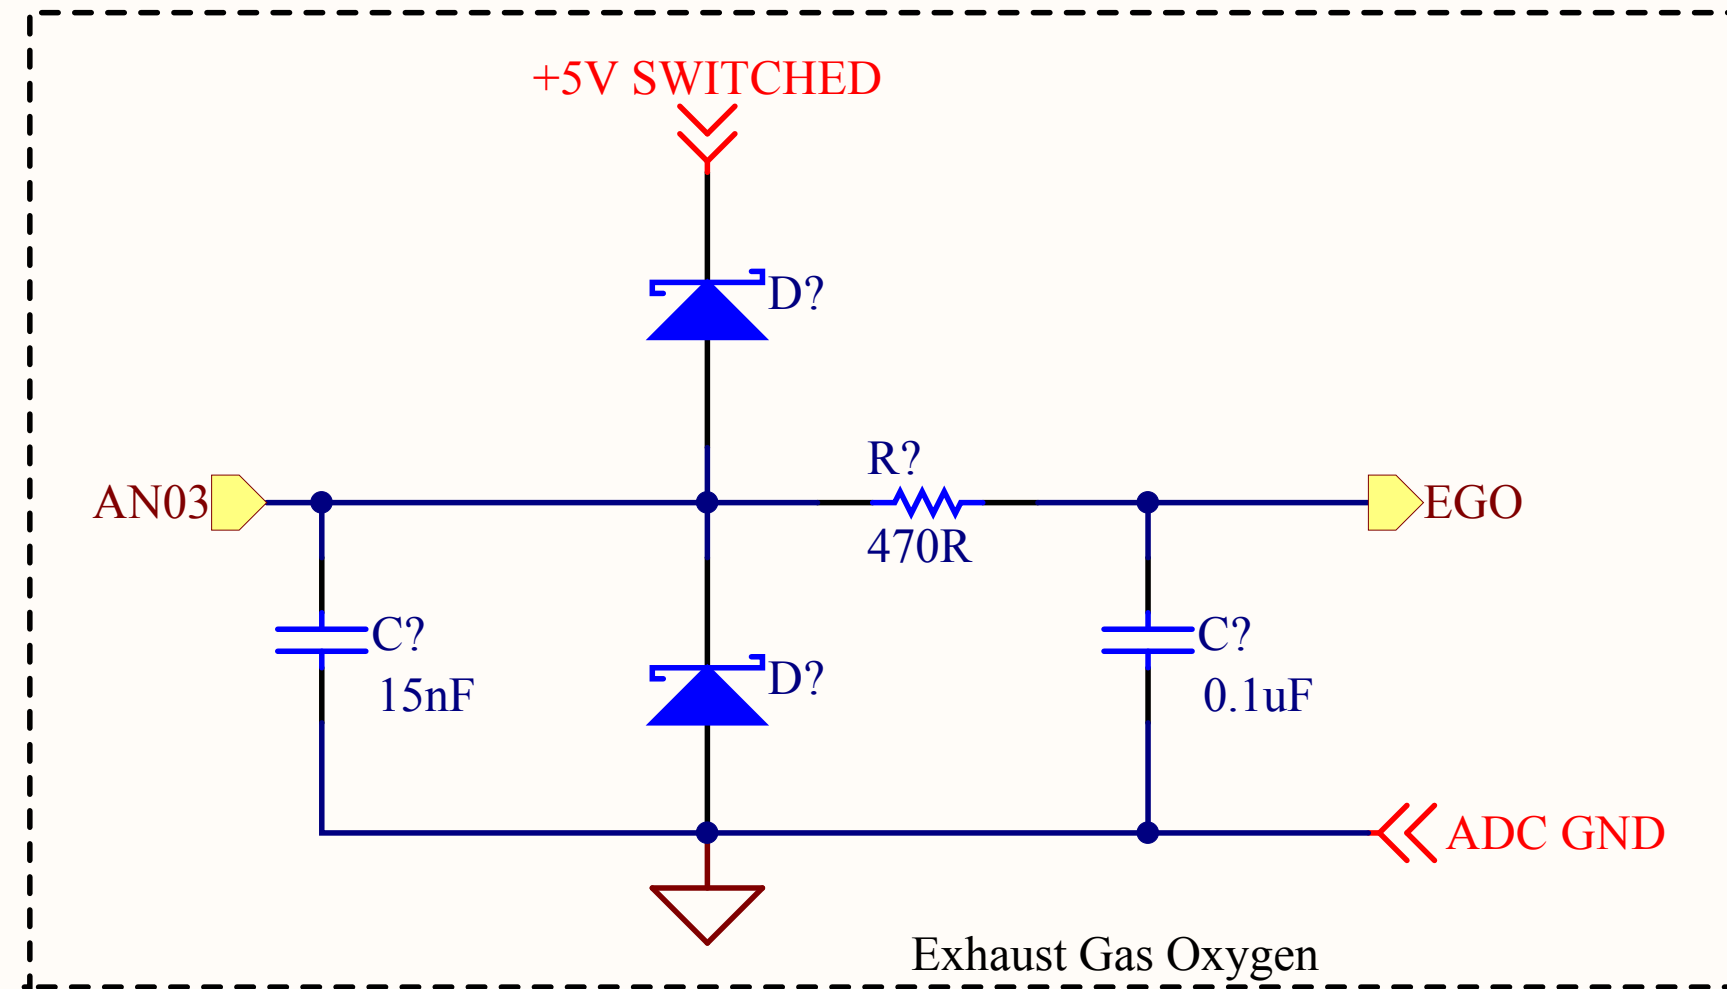 +5V SWITCHED
D?
R?
AN03
EGO
470R
C?
C?
D?
15nF
0.1uF
ADC GND
Exhaust Gas Oxygen